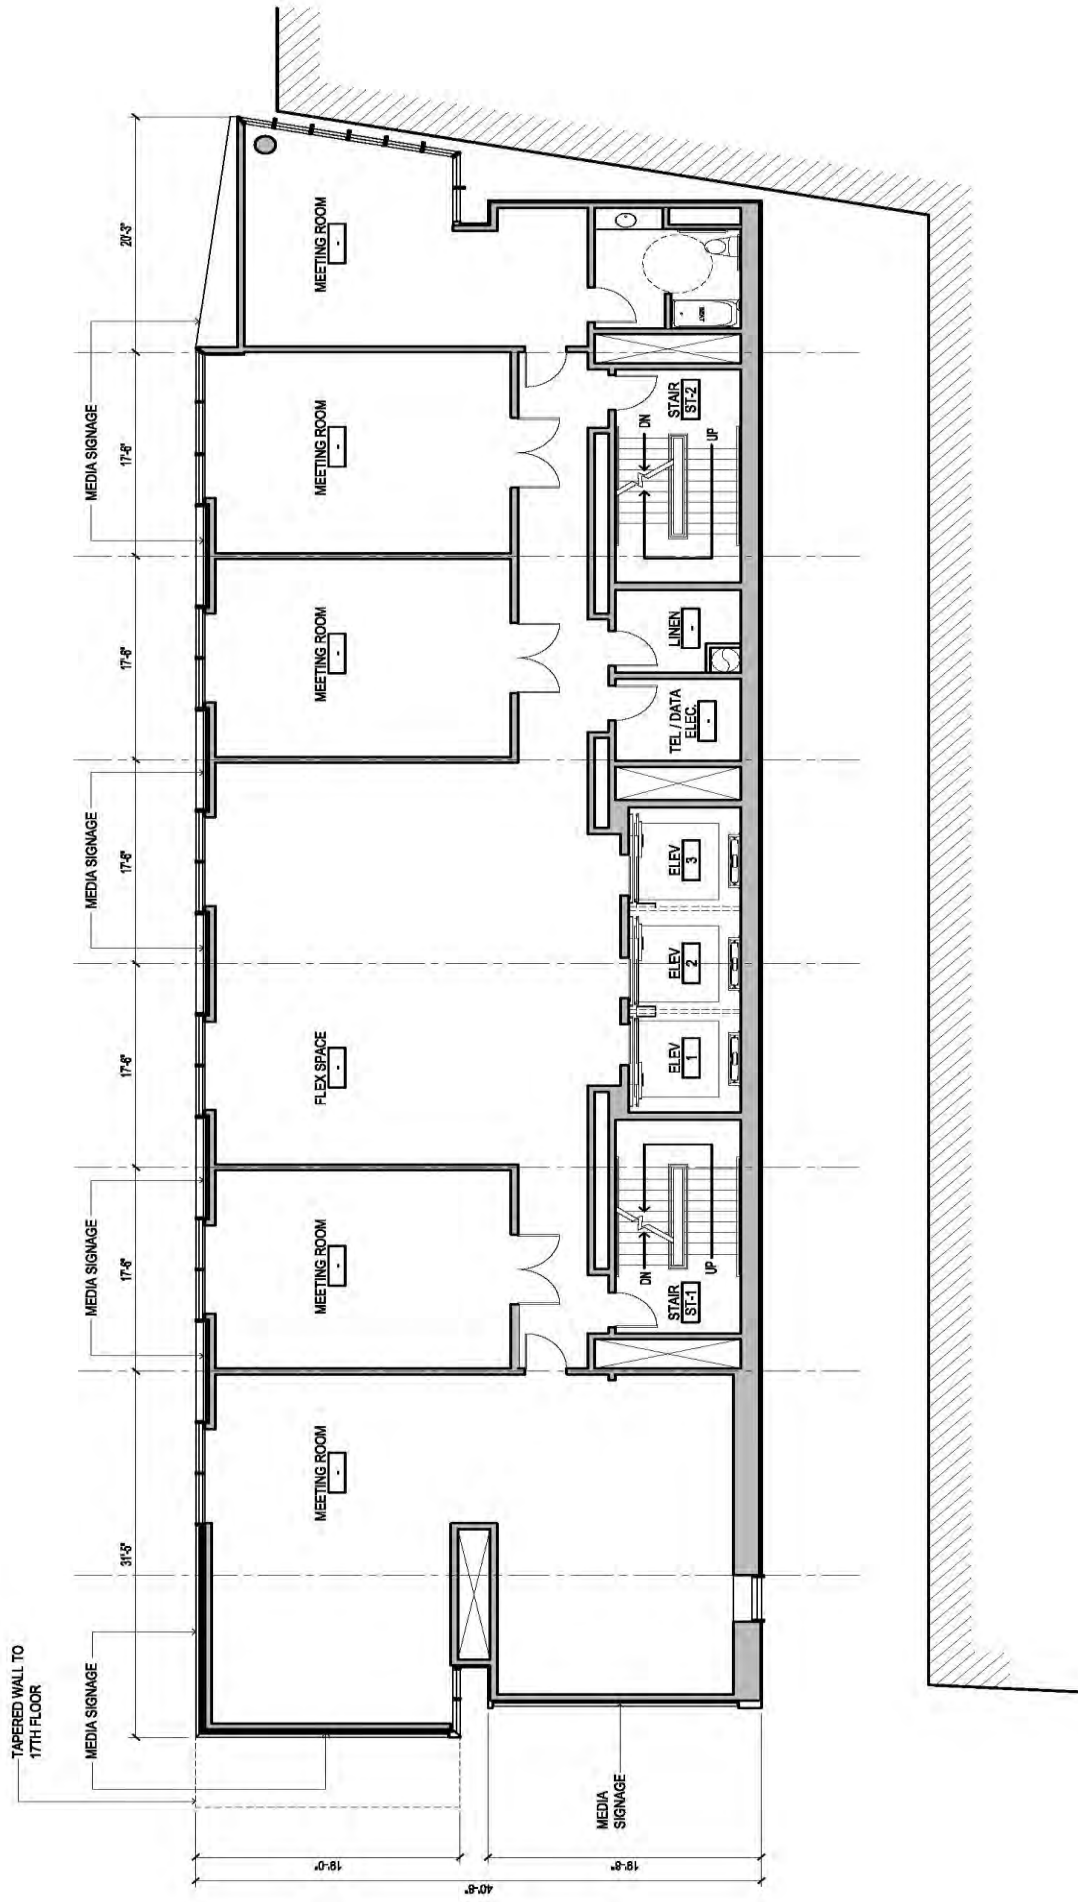 TAPERED WALL TO
17TH FLOOR
MEDIA SIGNAGE
MEDIA SIGNAGE
MEDIA SIGNAGE
MEDIA SIGNAGE
31'-5"
17'-6"
17'-6"
17'-6"
17'-6"
17'-6"
20'-3"
MEETING ROOM
-
MEETING ROOM
-
FLEX SPACE
-
MEETING ROOM
-
MEETING ROOM
-
MEETING ROOM
-
19'-0"
40'-8"
19'-8"
MEDIA
SIGNAGE
DN
STAIR
ST-1
UP
ELEV
1
ELEV
2
ELEV
3
TEL / DATA
ELEC.
-
LINEN
-
DN
STAIR
ST-2
UP